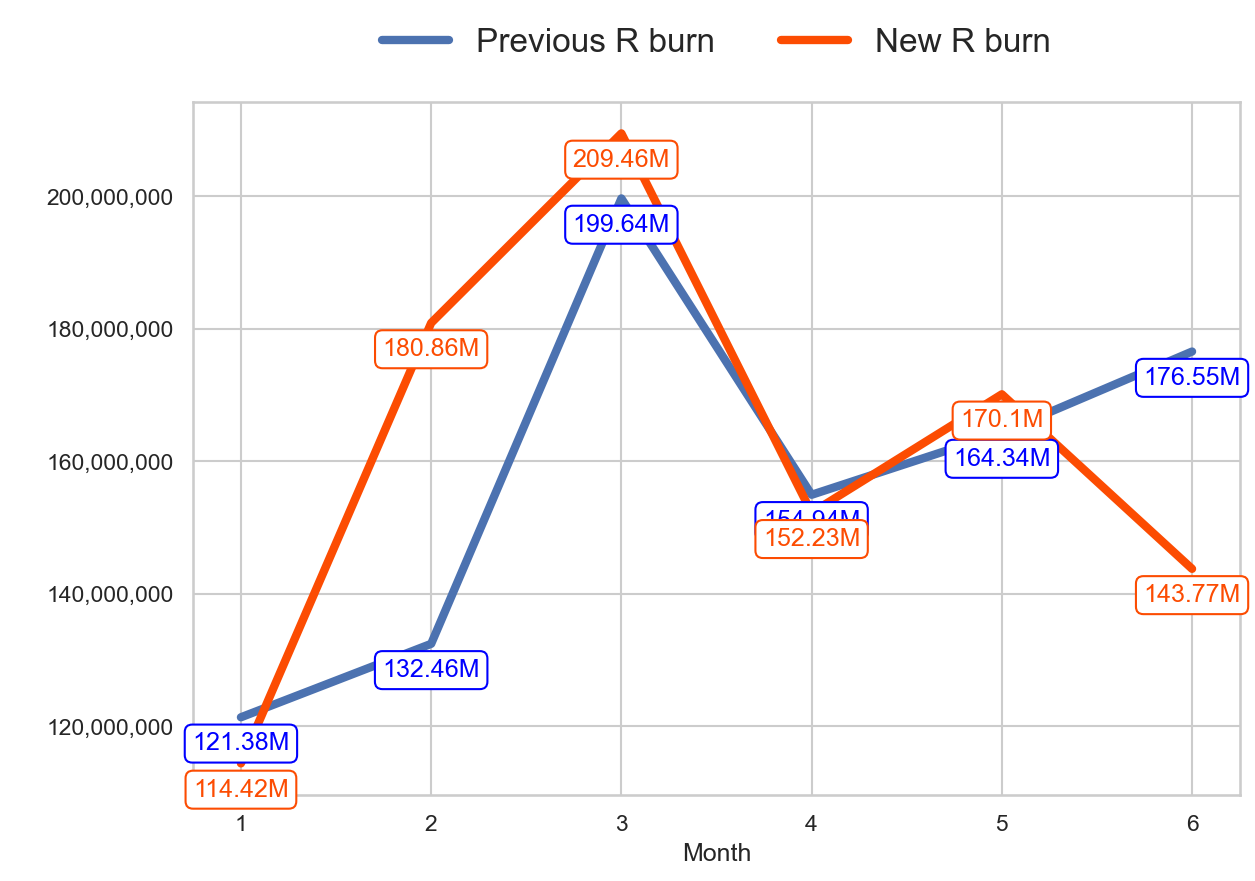 Previous R burn New R burn
209.46M
200,000,000
199.64M
180,000,000
180.86M
176.55M
170.1M
160,000,000
164.34M
154.94M
152.23M
140,000,000
143.77M
132.46M
120,000,000
121.38M
114.42M
1 2 3 4 5 6
Month